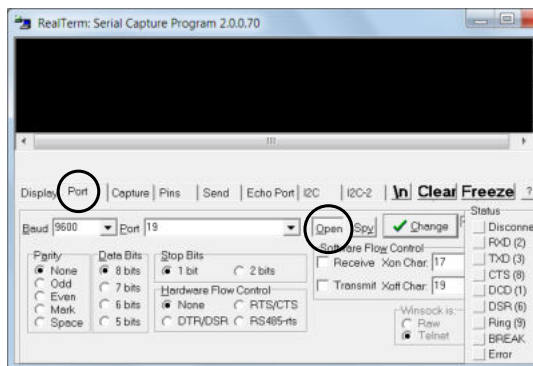 RealTerm: Serial Capture Program 2.0.0.70
Display Port Capture Pins Send Echo Port I2C I2C-2 \n Clear Freeze ?
Status
Baud 9600 Port 19 Open Spy Change
Disconne
RXD (2)
TXD (3)
CTS (8)
DCD (1)
DSR (6)
Ring (9)
BREAK
Error
Parity
None
Odd
Even
Mark
Space
Data Bits
8 bits
7 bits
6 bits
5 bits
Stop Bits
1 bit 2 bits
Hardware Flow Control
None RTS/CTS
DTR/DSR RS485-rts
Software Flow Control
Receive Xon Char: 17
Transmit Xoff Char: 19
Winsock is:
Raw
Telnet